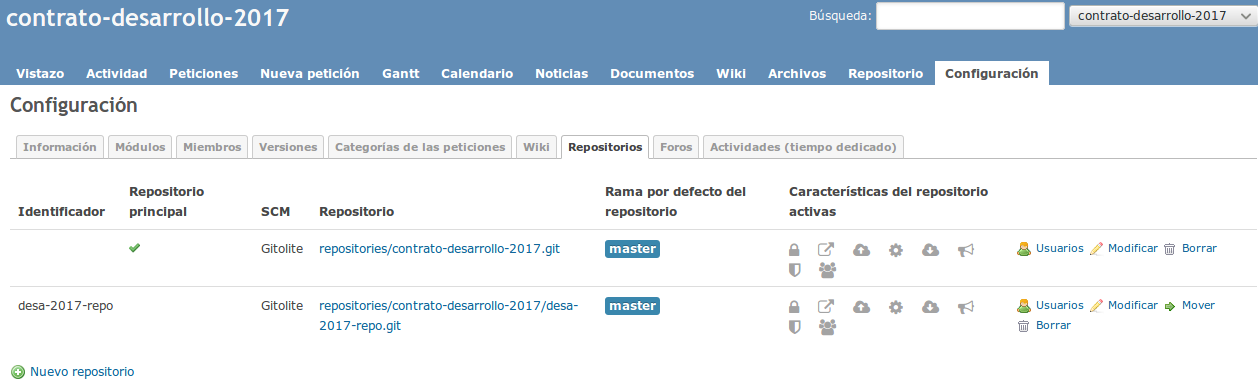 contrato-desarrollo-2017
Búsqueda:
contrato-desarrollo-2017
Vistazo Actividad Peticiones Nueva petición Gantt Calendario Noticias Documentos Wiki Archivos Repositorio Configuración
Configuración
Información Módulos Miembros Versiones Categorías de las peticiones Wiki Repositorios Foros Actividades (tiempo dedicado)
Identificador
Repositorio
principal
SCM
Repositorio
Rama por defecto del
repositorio
Características del repositorio
activas
Gitolite repositories/contrato-desarrollo-2017.git master Usuarios Modificar Borrar
desa-2017-repo Gitolite repositories/contrato-desarrollo-2017/desa-
2017-repo.git
master Usuarios Modificar Mover
Borrar
Nuevo repositorio